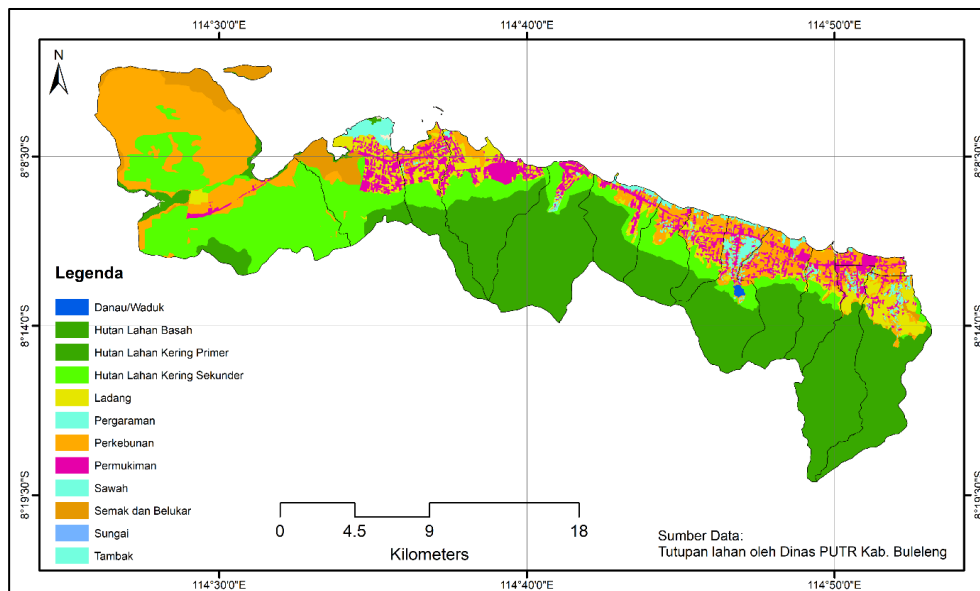 114°30'0"E 114°40'0"E 114°50'0"E
N
8°8'30"S 8°8'30"S
Legenda
Danau/Waduk
Hutan Lahan Basah
8°14'0"S 8°14'0"S
Hutan Lahan Kering Primer
Hutan Lahan Kering Sekunder
Ladang
Pergaraman
Perkebunan
Permukiman
Sawah
8°19'30"S 8°19'30"S
Semak dan Belukar
Sungai
Tambak
0 4.5 9 18
Kilometers
Sumber Data:
Tutupan lahan oleh Dinas PUTR Kab. Buleleng
114°30'0"E 114°40'0"E 114°50'0"E